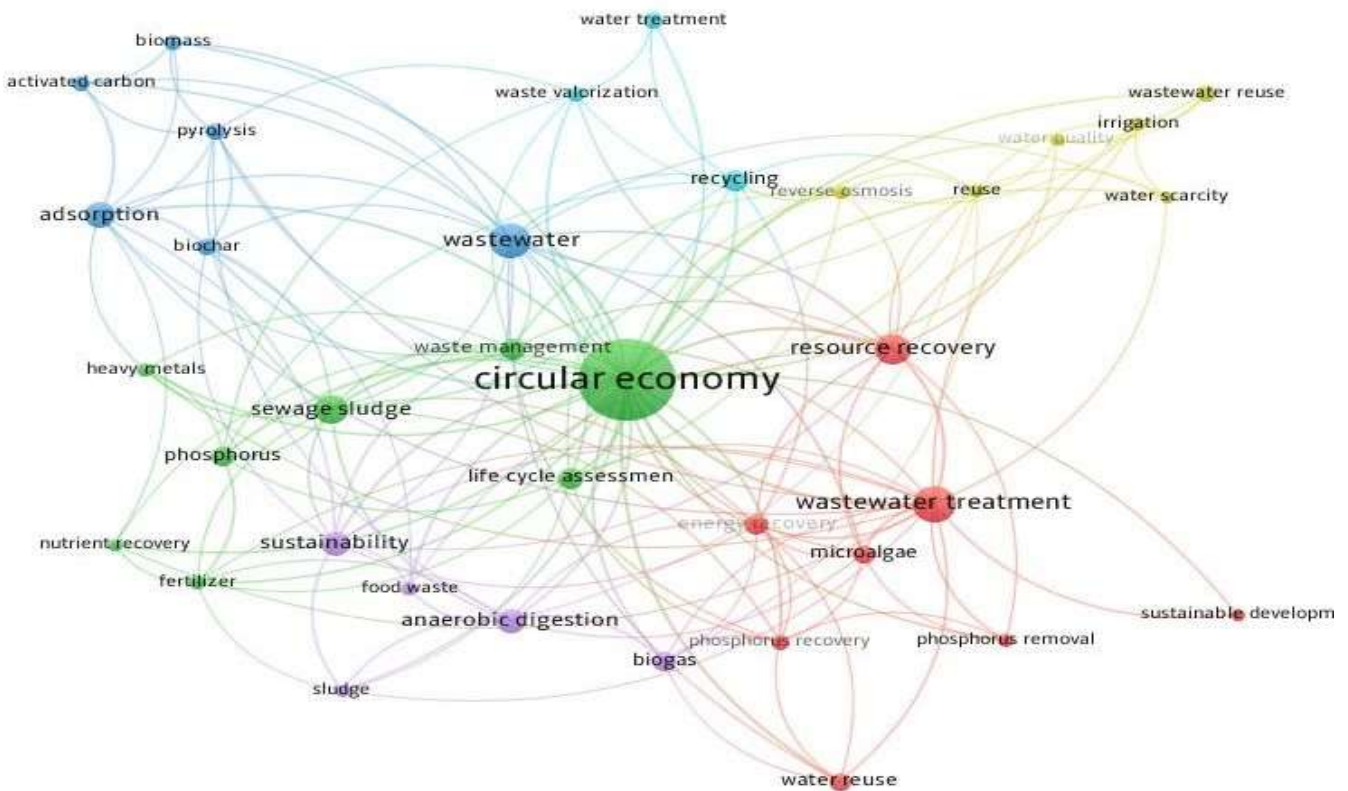 water treatment
biomass
activated carbon
waste valorization
wastewater reuse
irrigation
pyrolysis
water quality
recycling
reverse osmosis
reuse
water scarcity
adsorption
biochar
wastewater
waste management
resource recovery
heavy metals
circular economy
sewage sludge
phosphorus
life cycle assessmen
wastewater treatment
energy recovery
nutrient recovery
sustainability
microalgae
fertilizer
food waste
anaerobic digestion
sustainable developm
phosphorus recovery
phosphorus removal
biogas
sludge
water reuse